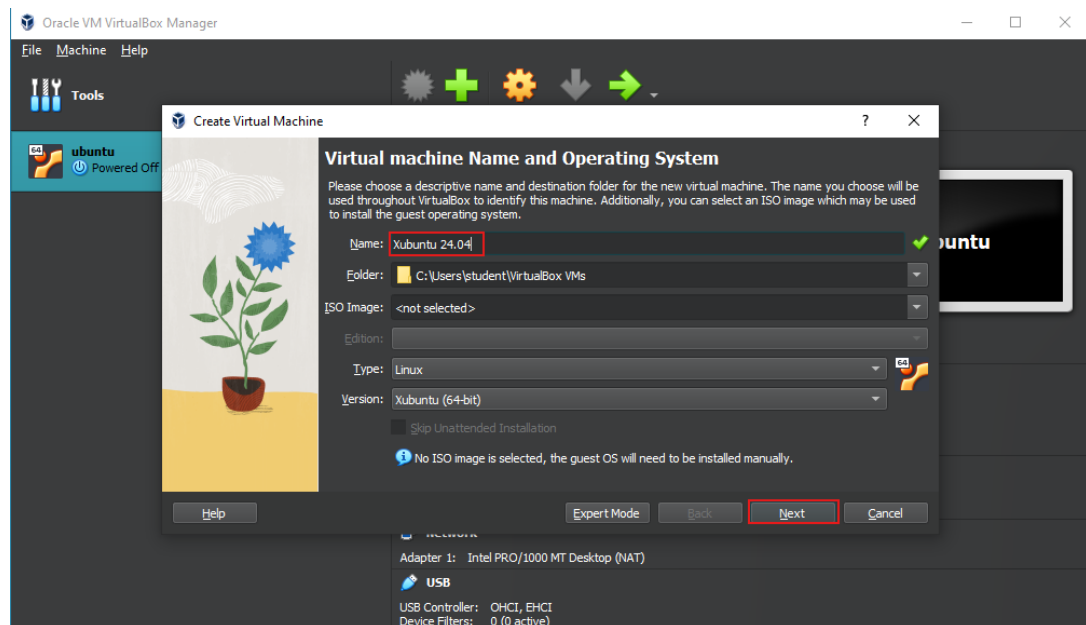 Oracle VM VirtualBox Manager
File Machine Help
Tools
Create Virtual Machine
64
ubuntu
Powered Off
Virtual machine Name and Operating System
Please choose a descriptive name and destination folder for the new virtual machine. The name you choose will be
used throughout VirtualBox to identify this machine. Additionally, you can select an ISO image which may be used
to install the guest operating system.
Name: Xubuntu 24.04
buntu
Folder: C:\Users\student\VirtualBox VMs
ISO Image: <not selected>
Edition:
Type: Linux
64
Version: Xubuntu (64-bit)
Skip Unattended Installation
No ISO image is selected, the guest OS will need to be installed manually.
Help Expert Mode Back Next Cancel
Network
Adapter 1: Intel PRO/1000 MT Desktop (NAT)
USB
USB Controller: OHCI, EHCI
Device Filters: 0 (0 active)